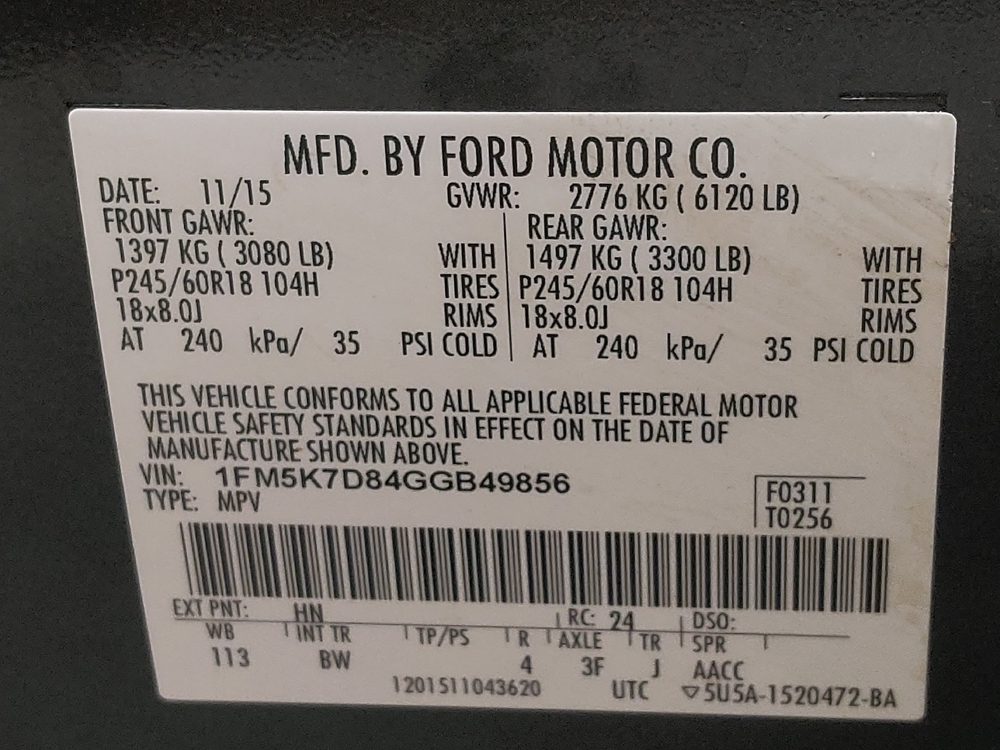 MFD. BY FORD MOTOR CO.
DATE: 11/15 GVWR: 2776 KG ( 6120 LB)
FRONT GAWR: REAR GAWR:
1397 KG ( 3080 LB) WITH 1497 KG ( 3300 LB) WITH
P245/60R18 104H TIRES P245/60R18 104H TIRES
18x8.0J RIMS 18x8.0J RIMS
AT 240 kPa/ 35 PSI COLD AT 240 kPa/ 35 PSI COLD
THIS VEHICLE CONFORMS TO ALL APPLICABLE FEDERAL MOTOR
VEHICLE SAFETY STANDARDS IN EFFECT ON THE DATE OF
MANUFACTURE SHOWN ABOVE.
VIN: 1FM5K7D84GGB49856
TYPE: MPV
F0311
T0256
EXT PNT: HN RC: 24 DSO:
WB INT TR TP/PS R AXLE TR SPR
113 BW 4 3F J AACC
1201511043620 UTC ▽5U5A-1520472-BA